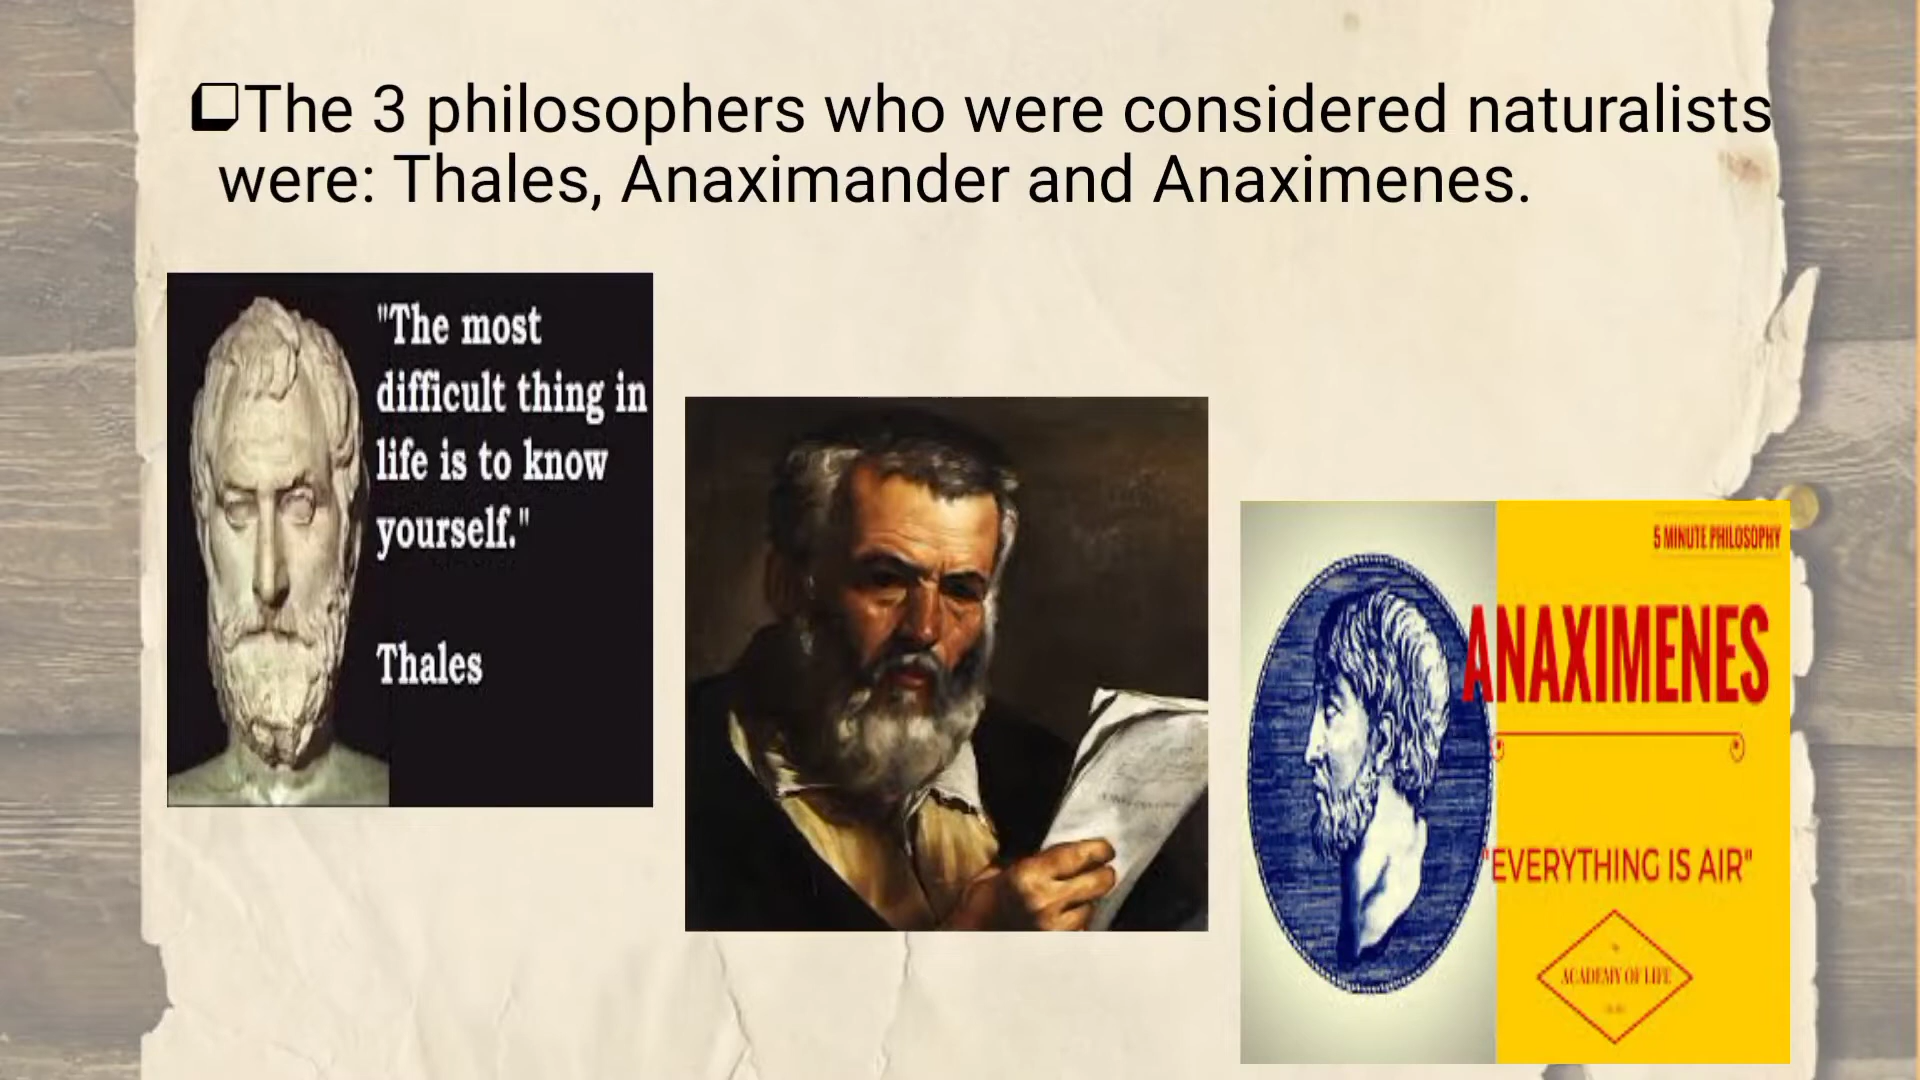 ❑The 3 philosophers who were considered naturalists
were: Thales, Anaximander and Anaximenes.
"The most
difficult thing in
life is to know
yourself."
Thales
5 MINUTE PHILOSOPHY
ANAXIMENES
"EVERYTHING IS AIR"
ACADEMY OF LIFE